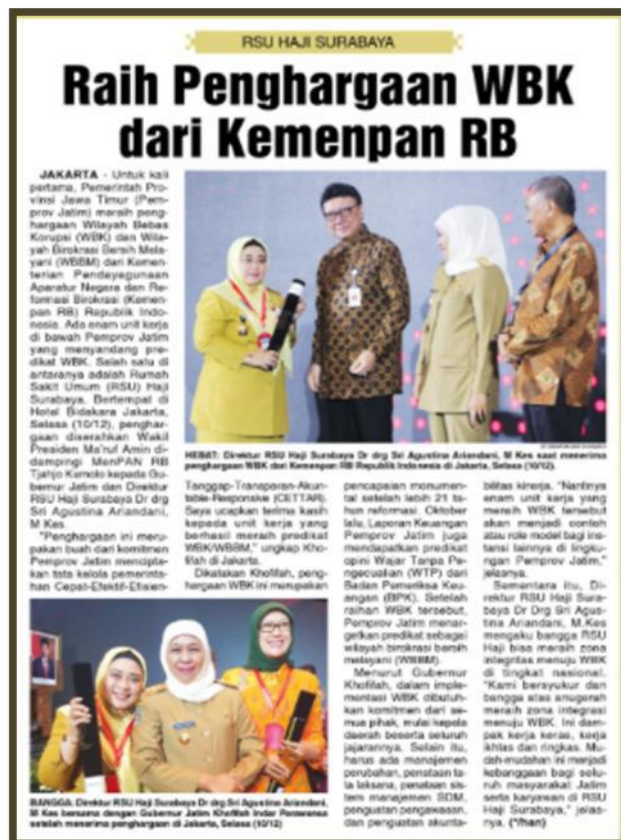 RSU HAJI SURABAYA
Raih Penghargaan WBK
dari Kemenpan RB
JAKARTA - Untuk kali
pertama, Pemerintah Pro-
vinsi Jawa Timur (Pem-
prov Jatim) meraih peng-
hargaan Wilayah Bebas
Korupsi (WBK) dan Wila-
yah Birokrasi Bersih Mela-
yani (WBBM) dari Kemen-
terian Pendayagunaan
Aparatur Negara dan Re-
formasi Birokrasi (Kemen-
pan RB) Republik Indo-
nesia. Ada enam unit kerja
di bawah Pemprov Jatim
yang menyandang pre-
dikat WBK. Salah satu di
antaranya adalah Rumah
Sakit Umum (RSU) Haji
Surabaya. Bertempat di
Hotel Bidakara Jakarta,
Selasa (10/12), penghar-
gaan diserahkan Wakil
Presiden Ma'ruf Amin di-
dampingi MenPAN RB
Tjahjo Kumolo kepada Gu-
bernur Jatim dan Direktur
RSU Haji Surabaya Dr drg
Sri Agustina Ariandani,
M Kes.
"Penghargaan ini meru-
pakan buah dari komitmen
Pemprov Jatim mencipta-
kan tata kelola pemerinta-
han Cepat-Efektif-Efisien-
HEBAT: Direktur RSU Haji Surabaya Dr drg Sri Agustina Ariandani, M Kes saat menerima
penghargaan WBK dari Kemenpan RB Republik Indonesia di Jakarta, Selasa (10/12).
Tanggap-Transparan-Akun-
table-Responsive (CETTAR).
Saya ucapkan terima kasih
kepada unit kerja yang
berhasil meraih predikat
WBK/WBBM," ungkap Kho-
fifah di Jakarta.
Dikatakan Khofifah, peng-
hargaan WBK ini merupakan
pencapaian monumen-
tal setelah lebih 21 ta-
hun reformasi. Oktober
lalu, Laporan Keuangan
Pemprov Jatim juga
mendapatkan predikat
opini Wajar Tanpa Pe-
ngecualian (WTP) dari
Badan Pemeriksa Keu-
angan (BPK). Setelah
raihan WBK tersebut,
Pemprov Jatim menar-
getkan predikat sebagai
wilayah birokrasi bersih
melayani (WBBM).
Menurut Gubernur
Khofifah, dalam imple-
mentasi WBK dibutuh-
kan komitmen dari se-
mua pihak, mulai kepala
daerah beserta seluruh
jajarannya. Selain itu,
harus ada manajemen
perubahan, penataan ta-
ta laksana, penataan sis-
tem manajemen SDM,
penguatan pengawasan,
dan penguatan akunta-
bilitas kinerja. "Nantinya
enam unit kerja yang
meraih WBK tersebut
akan menjadi contoh
atau role model bagi ins-
tansi lainnya di lingku-
ngan Pemprov Jatim,"
jelasnya.
Sementara itu, Di-
rektur RSU Haji Sura-
baya Dr Drg Sri Agus-
tina Ariandani, M.Kes
mengaku bangga RSU
Haji bisa meraih zona
integritas menuju WBK
di tingkat nasional.
"Kami bersyukur dan
bangga atas anugerah
meraih zona integrasi
menuju WBK. Ini dam-
pak kerja keras, kerja
ikhlas dan ringkas. Mu-
dah-mudahan ini menjadi
kebanggaan bagi selu-
ruh masyarakat Jatim
serta karyawan di RSU
Haji Surabaya," jelas-
nya. (*/han)
BANGGA: Direktur RSU Haji Surabaya Dr drg Sri Agustina Ariandani,
M Kes bersama dengan Gubernur Jatim Khofifah Indar Parawansa
setelah menerima penghargaan di Jakarta, Selasa (10/12)